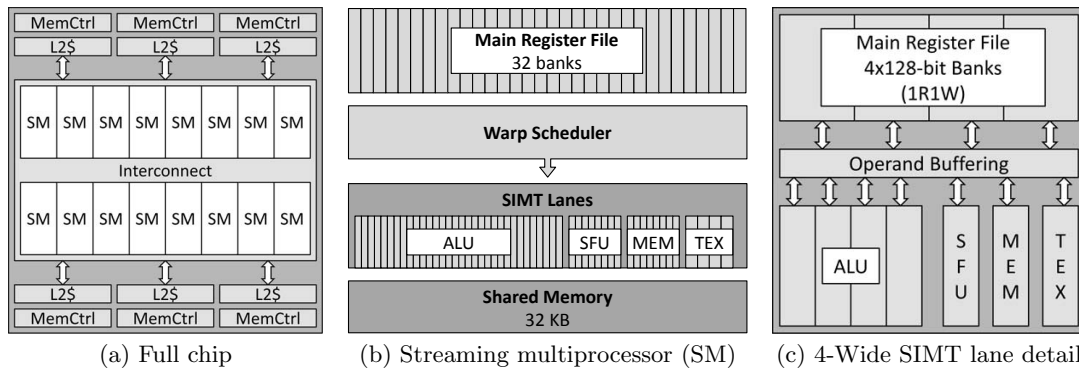 MemCtrl MemCtrl MemCtrl
L2$ L2$ L2$
SM SM SM SM SM SM SM SM
Interconnect
SM SM SM SM SM SM SM SM
L2$ L2$ L2$
MemCtrl MemCtrl MemCtrl
(a) Full chip
Main Register File
32 banks
Warp Scheduler
SIMT Lanes
ALU SFU MEM TEX
Shared Memory
32 KB
(b) Streaming multiprocessor (SM)
Main Register File
4x128-bit Banks
(1R1W)
Operand Buffering
ALU
SFU
MEM
TEX
(c) 4-Wide SIMT lane detail